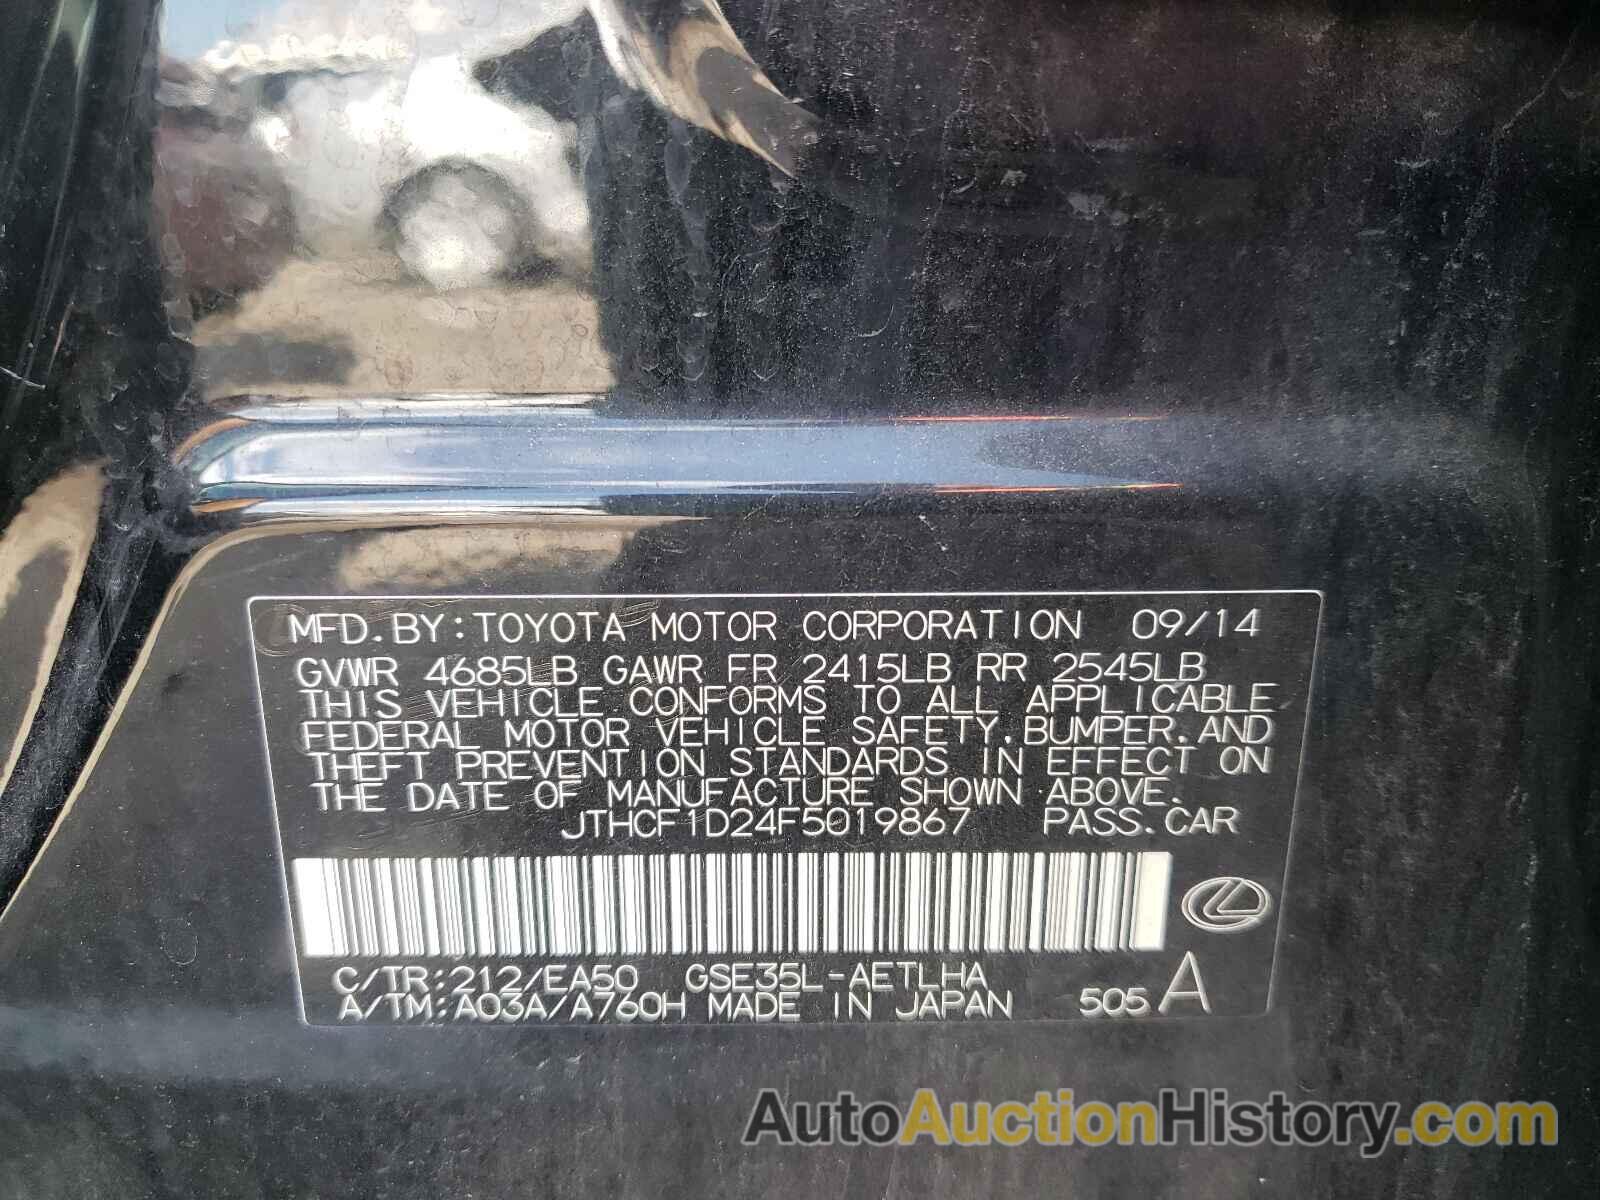 MFD. BY: TOYOTA MOTOR CORPORATION 09/14
GVWR 4685LB GAWR FR 2415LB RR 2545LB
THIS VEHICLE CONFORMS TO ALL APPLICABLE
FEDERAL MOTOR VEHICLE SAFETY, BUMPER, AND
THEFT PREVENTION STANDARDS IN EFFECT ON
THE DATE OF MANUFACTURE SHOWN ABOVE.
JTHCF1D24F5019867 PASS. CAR
C/TR: 212/EA50 GSE35L-AETLHA
A/TM: A03A/A760H MADE IN JAPAN 505 A
AutoAuctionHistory.com